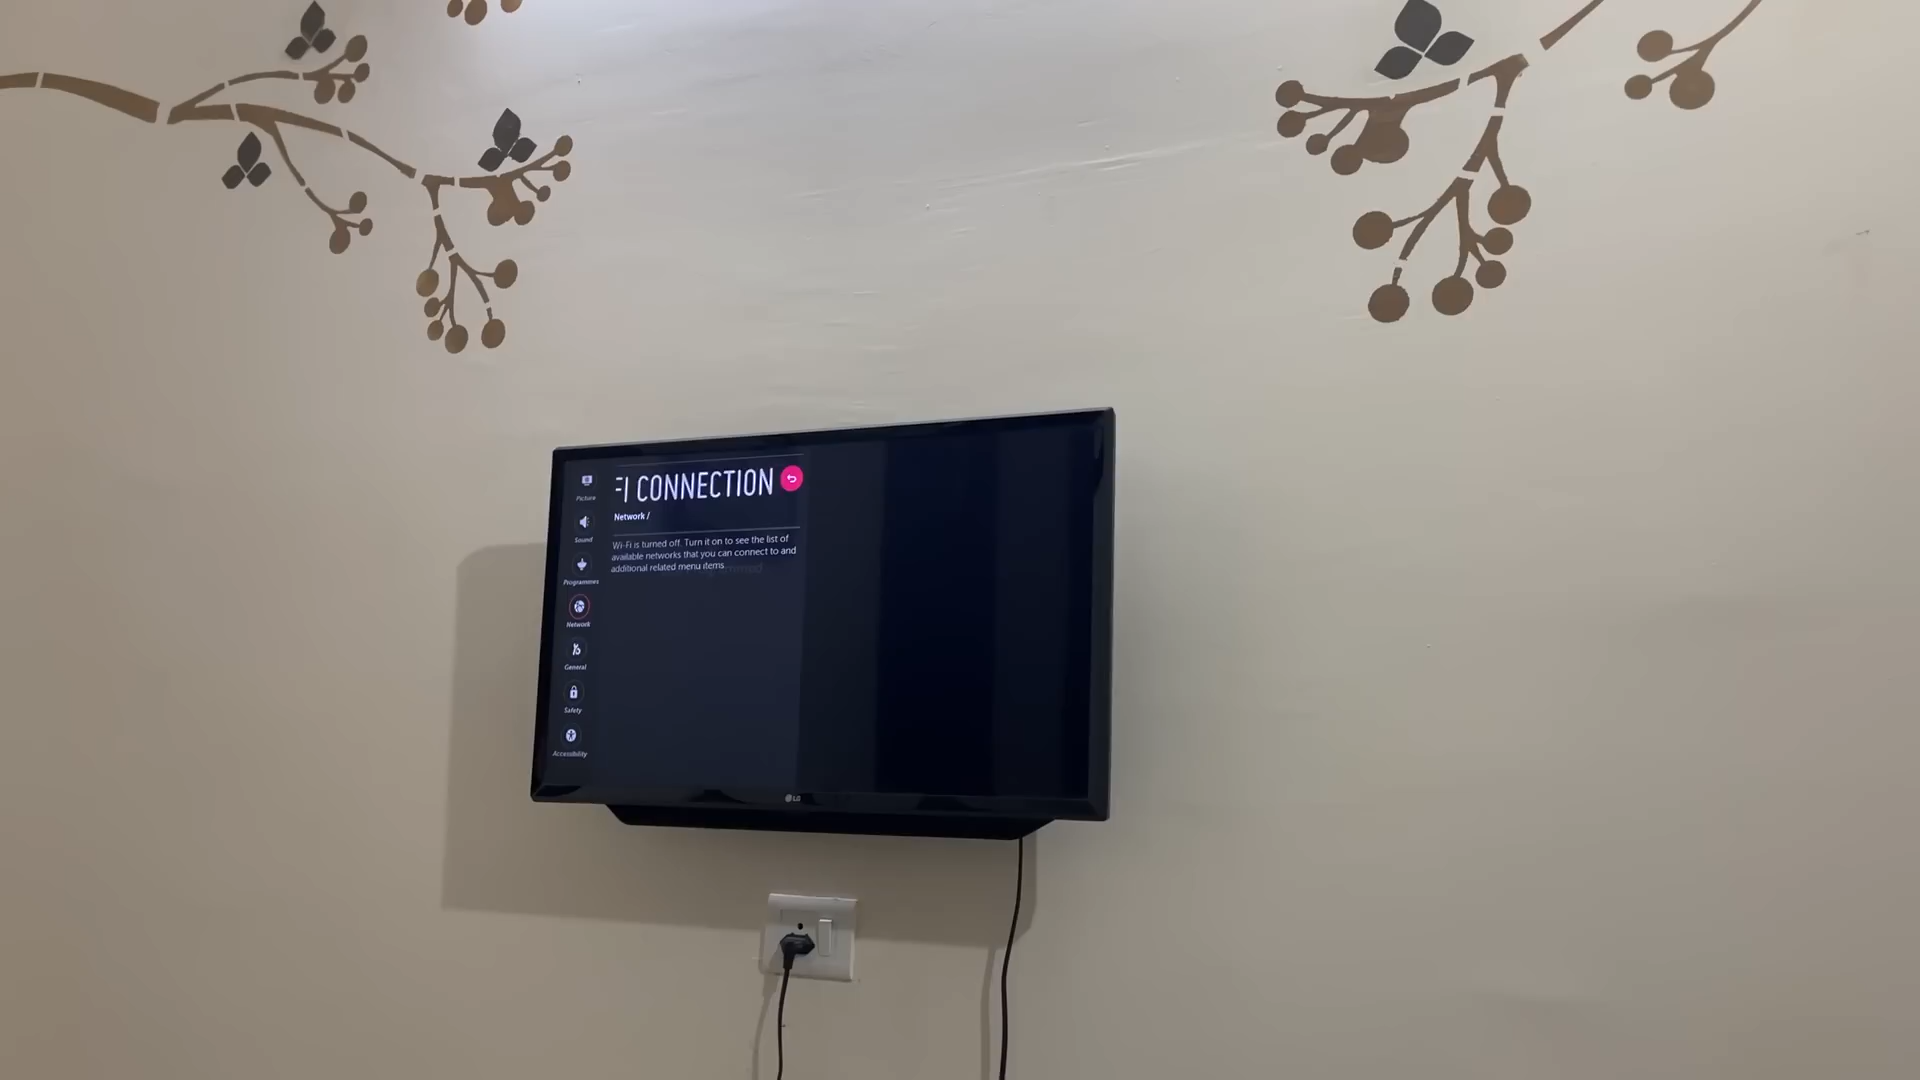 Picture
Sound
Programmes
Network
General
Safety
Accessibility
-I CONNECTION
Network /
Wi-Fi is turned off. Turn it on to see the list of
available networks that you can connect to and
additional related menu items
LG